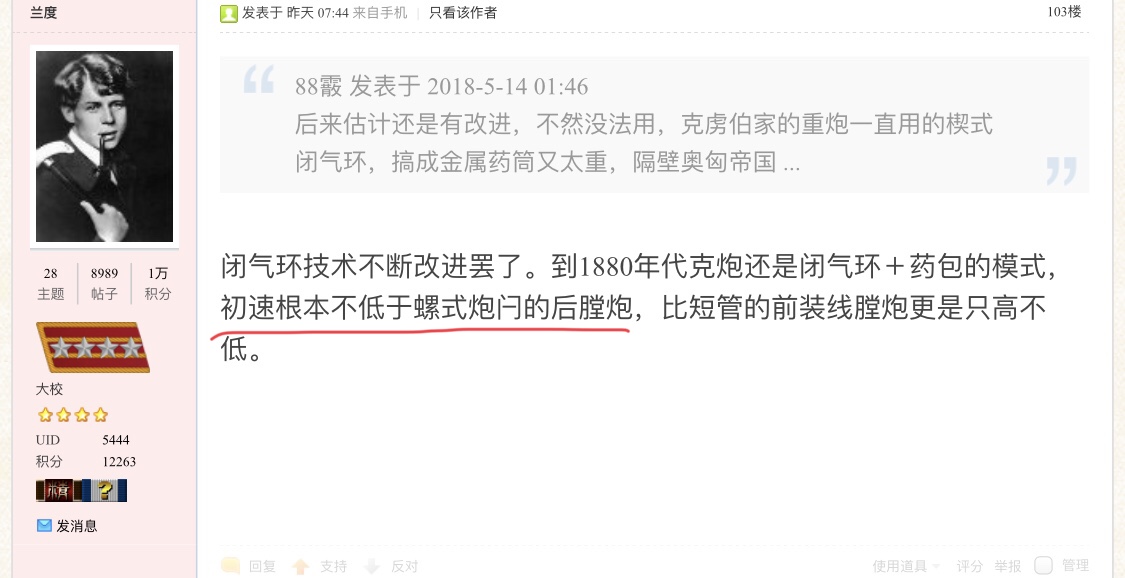 兰度
发表于 昨天 07:44 来自手机 | 只看该作者
103楼
88霰 发表于 2018-5-14 01:46
后来估计还是有改进，不然没法用，克虏伯家的重炮一直用的楔式
闭气环，搞成金属药筒又太重，隔壁奥匈帝国 ...
闭气环技术不断改进罢了。到1880年代克炮还是闭气环＋药包的模式，
初速根本不低于螺式炮闩的后膛炮，比短管的前装线膛炮更是只高不
低。
28 8989 1万
主题 帖子 积分
大校
UID 5444
积分 12263
发消息
回复 支持 反对
使用道具 评分 举报 管理